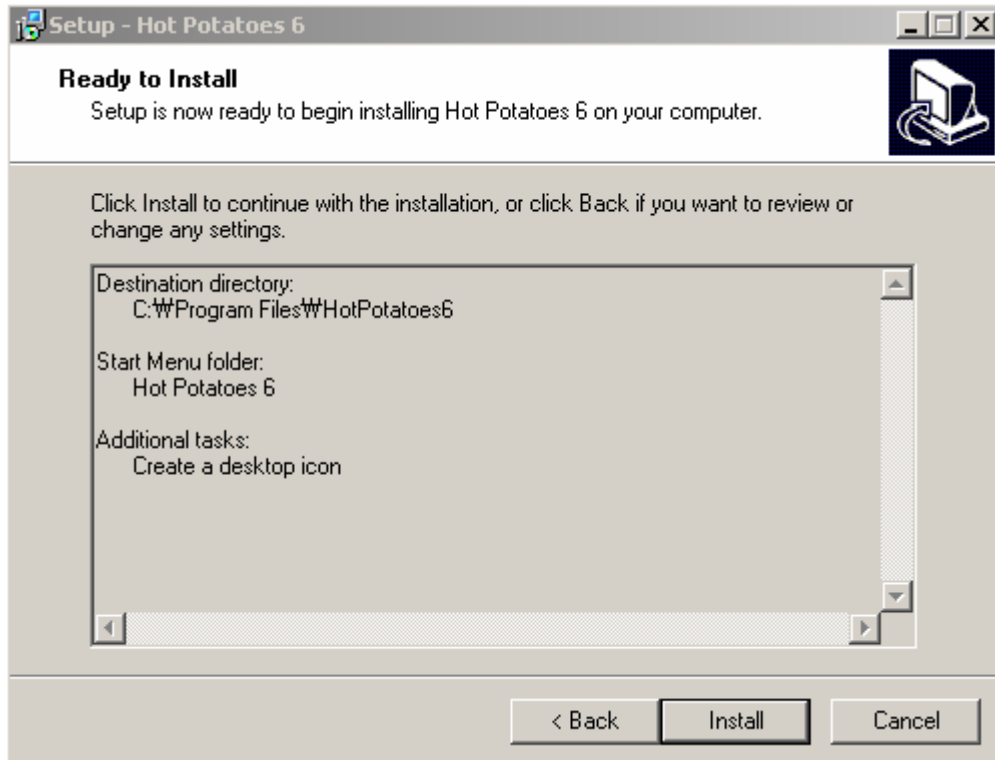 Setup - Hot Potatoes 6
Ready to Install
Setup is now ready to begin installing Hot Potatoes 6 on your computer.
Click Install to continue with the installation, or click Back if you want to review or
change any settings.
Destination directory:
C:₩Program Files₩HotPotatoes6
Start Menu folder:
Hot Potatoes 6
Additional tasks:
Create a desktop icon
< Back
Install
Cancel